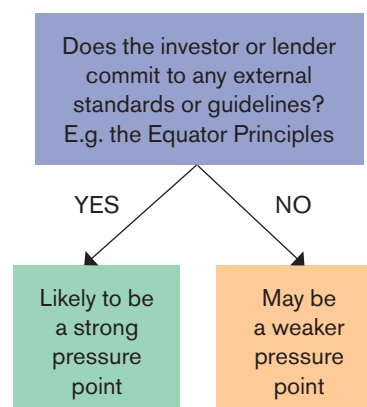 Does the investor or lender
commit to any external
standards or guidelines?
E.g. the Equator Principles
YES
NO
Likely to be
a strong
pressure
point
May be
a weaker
pressure
point